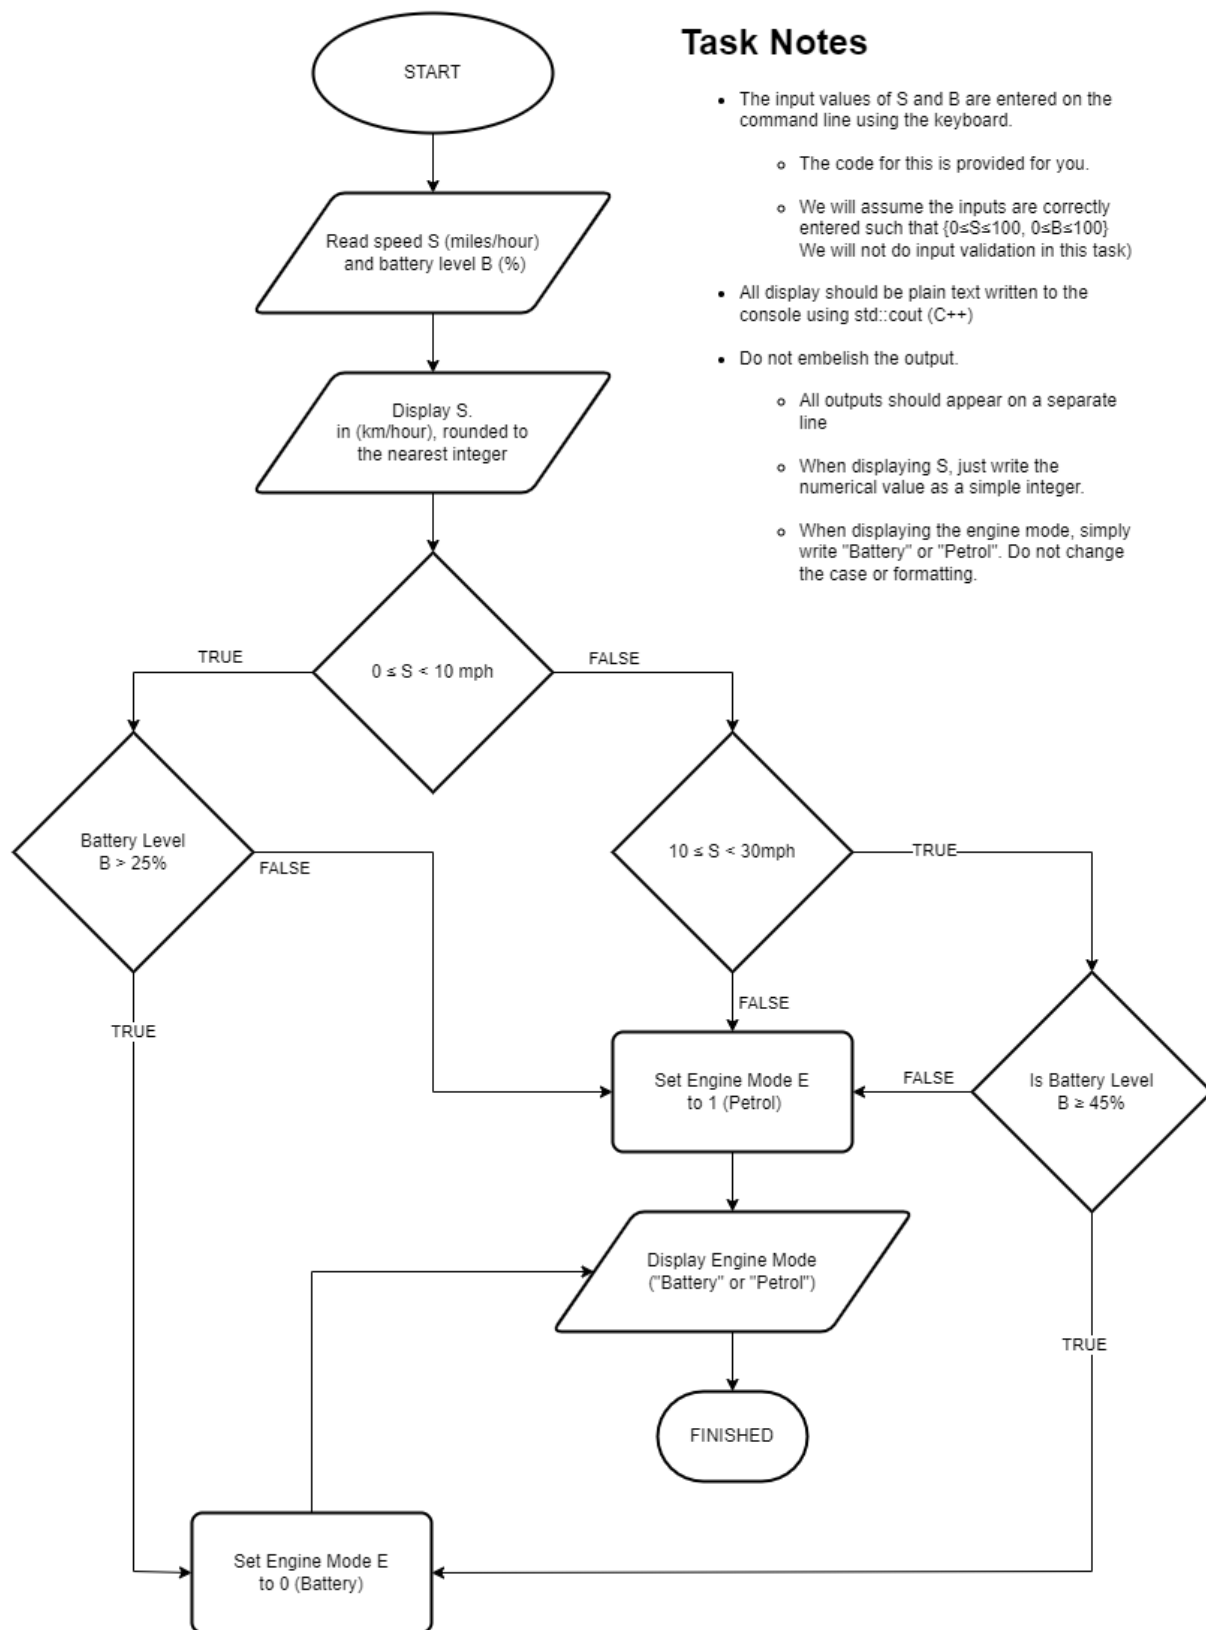 START
Task Notes
The input values of S and B are entered on the
command line using the keyboard.
The code for this is provided for you.
We will assume the inputs are correctly
entered such that {0≤S≤100, 0≤B≤100}
We will not do input validation in this task)
All display should be plain text written to the
console using std::cout (C++)
Do not embelish the output.
All outputs should appear on a separate
line
When displaying S, just write the
numerical value as a simple integer.
When displaying the engine mode, simply
write "Battery" or "Petrol". Do not change
the case or formatting.
Read speed S (miles/hour)
and battery level B (%)
Display S.
in (km/hour), rounded to
the nearest integer
0 ≤ S < 10 mph
TRUE
FALSE
Battery Level
B > 25%
FALSE
TRUE
10 ≤ S < 30mph
TRUE
FALSE
Is Battery Level
B ≥ 45%
FALSE
TRUE
Set Engine Mode E
to 1 (Petrol)
Display Engine Mode
("Battery" or "Petrol")
FINISHED
Set Engine Mode E
to 0 (Battery)